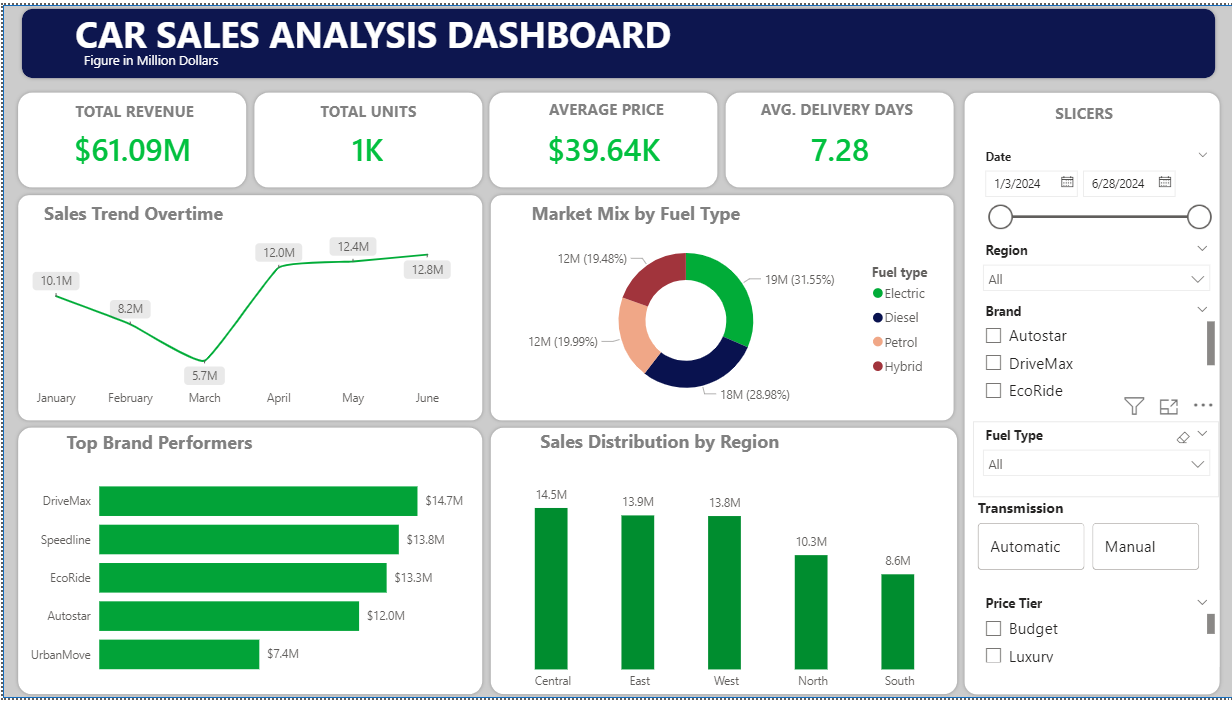 CAR SALES ANALYSIS DASHBOARD
Figure in Million Dollars
TOTAL REVENUE
$61.09M
TOTAL UNITS
1K
AVERAGE PRICE
$39.64K
AVG. DELIVERY DAYS
7.28
Sales Trend Overtime
10.1M
8.2M
5.7M
12.0M
12.4M
12.8M
January
February
March
April
May
June
Market Mix by Fuel Type
12M (19.48%)
19M (31.55%)
12M (19.99%)
18M (28.98%)
Fuel type
Electric
Diesel
Petrol
Hybrid
Top Brand Performers
DriveMax $14.7M
Speedline $13.8M
EcoRide $13.3M
Autostar $12.0M
UrbanMove $7.4M
Sales Distribution by Region
14.5M
13.9M
13.8M
10.3M
8.6M
Central
East
West
North
South
SLICERS
Date
1/3/2024
6/28/2024
Region
All
Brand
Autostar
DriveMax
EcoRide
Fuel Type
All
Transmission
Automatic
Manual
Price Tier
Budget
Luxury